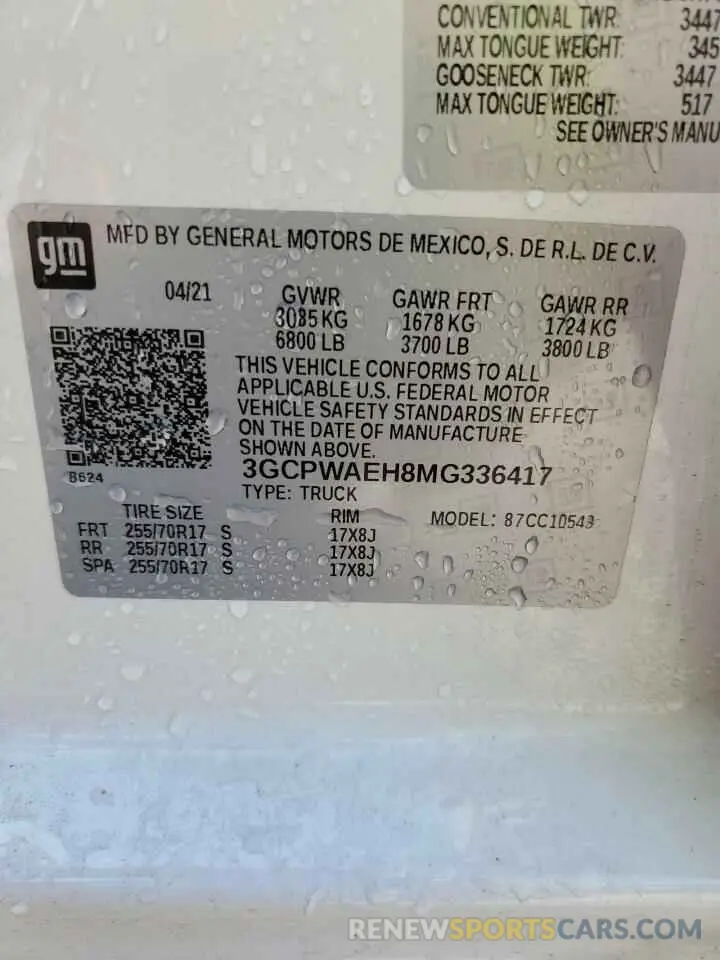 CONVENTIONAL TWR: 3447
MAX TONGUE WEIGHT: 345
GOOSENECK TWR: 3447
MAX TONGUE WEIGHT: 517
SEE OWNER'S MANU
gm
MFD BY GENERAL MOTORS DE MEXICO, S. DE R.L. DE C.V.
04/21 GVWR GAWR FRT GAWR RR
3085 KG 1678 KG 1724 KG
6800 LB 3700 LB 3800 LB
THIS VEHICLE CONFORMS TO ALL
APPLICABLE U.S. FEDERAL MOTOR
VEHICLE SAFETY STANDARDS IN EFFECT
ON THE DATE OF MANUFACTURE
SHOWN ABOVE.
B624
3GCPWAEH8MG336417
TYPE: TRUCK
TIRE SIZE RIM MODEL: 87CC10543
FRT 255/70R17 S 17X8J
RR 255/70R17 S 17X8J
SPA 255/70R17 S 17X8J
RENEWSPORTSCARS.COM